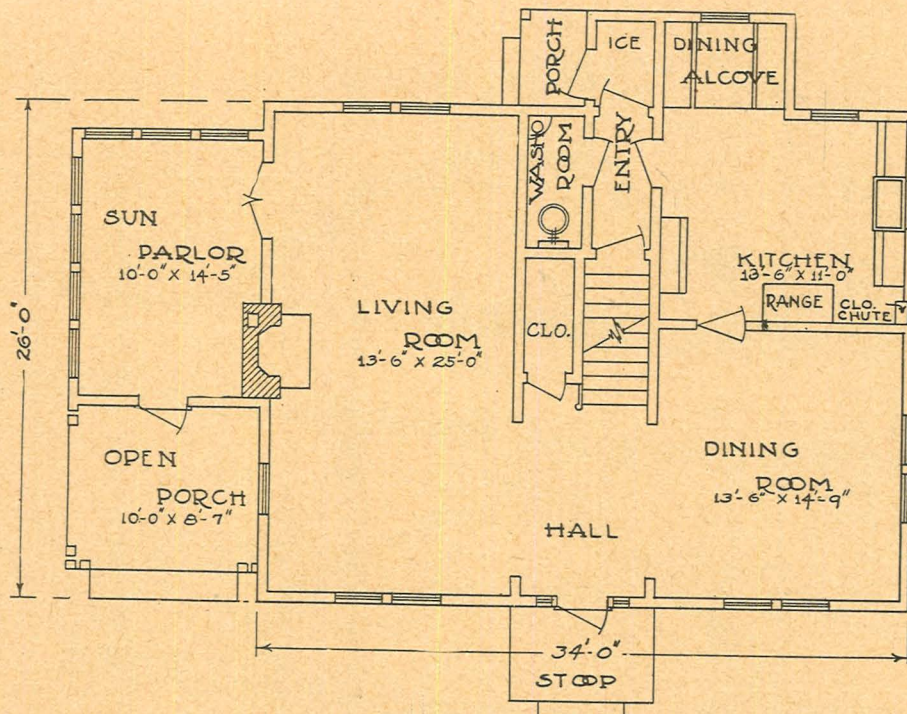 PORCH
ICE
DINING
ALCOVE
WASH
ROOM
ENTRY
SUN
PARLOR
10'-0" X 14'-5"
KITCHEN
13'-6" X 11'-0"
RANGE
CLO.
CHUTE
LIVING
ROOM
13'-6" X 25'-0"
CLO.
26'-0"
OPEN
PORCH
10'-0" X 8'-7"
DINING
ROOM
13'-6" X 14'-9"
HALL
34'-0"
STOOP